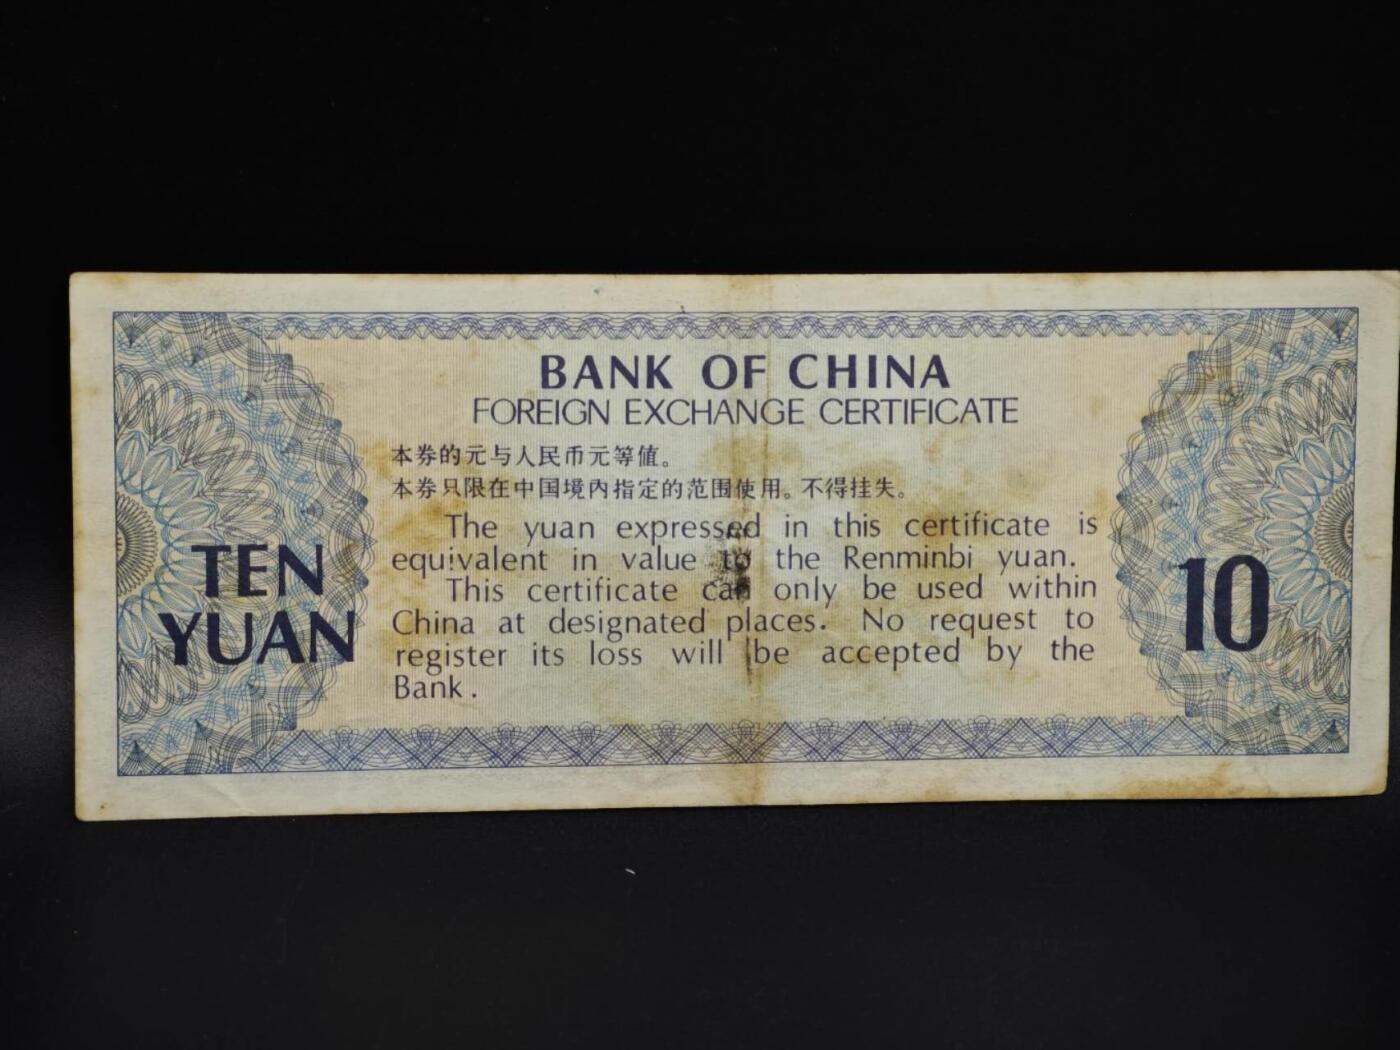 BANK OF CHINA
FOREIGN EXCHANGE CERTIFICATE
本券的元与人民币元等值。
本券只限在中国境内指定的范围使用。不得挂失。
The yuan expressed in this certificate is
equivalent in value to the Renminbi yuan.
This certificate can only be used within
China at designated places. No request to
register its loss will be accepted by the
Bank.
TEN
YUAN
10